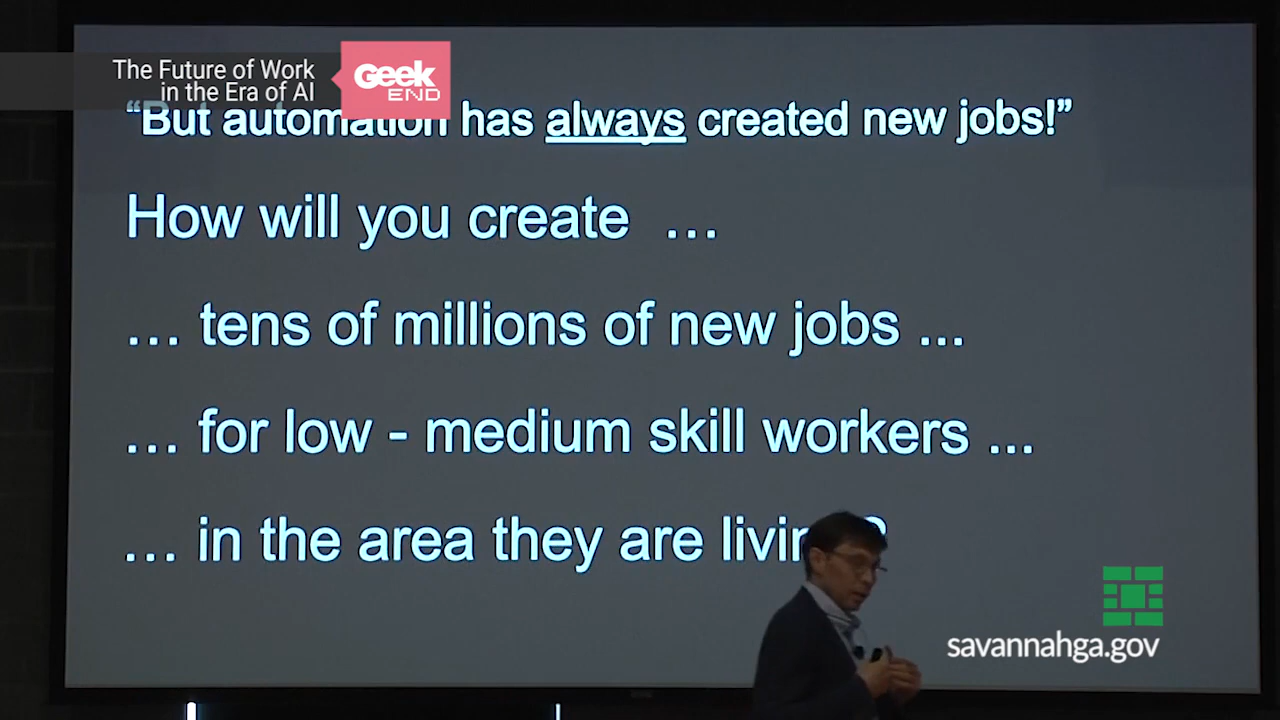 The Future of Work
in the Era of AI
Geek
END
“But automation has always created new jobs!”
How will you create …
… tens of millions of new jobs ...
… for low - medium skill workers ...
… in the area they are
savannahga.gov